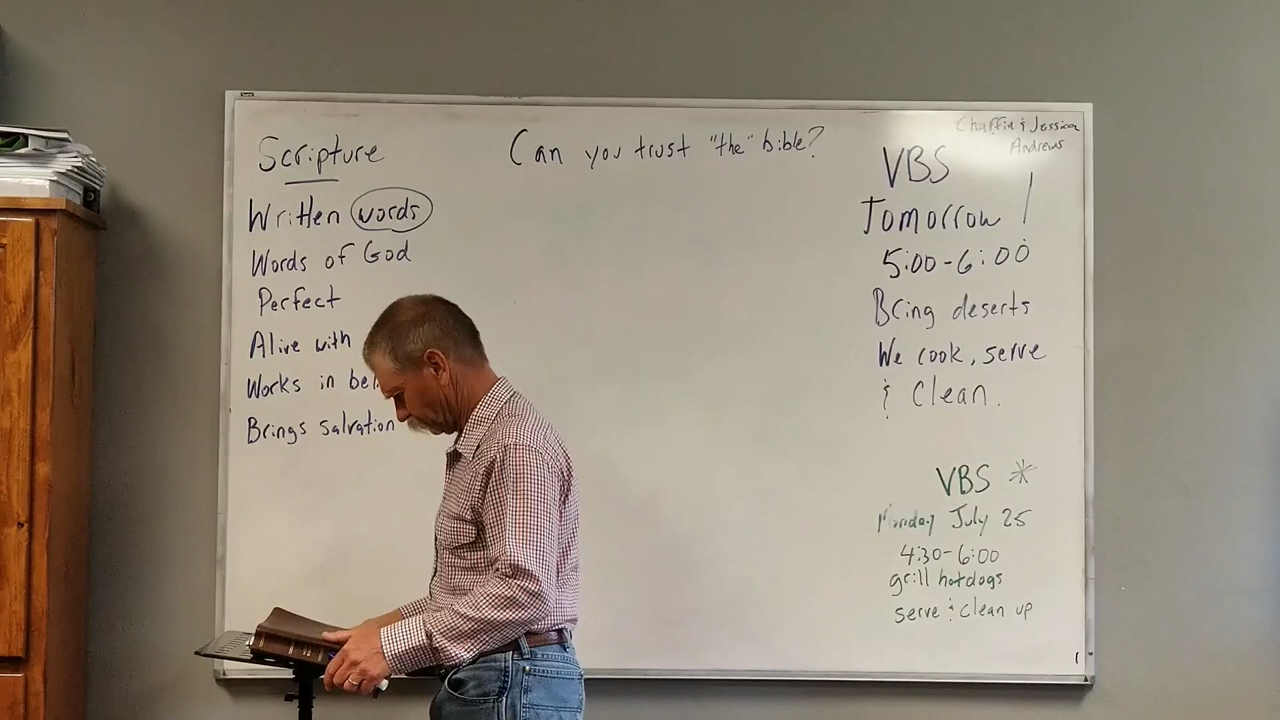 Scripture
Written words
Words of God
Perfect
Alive with
Works in
Brings salvation
Can you trust "the" bible?
Chaffin & Jessica
Andrews
VBS
Tomorrow!
5:00-6:00
Bring deserts
We cook, serve
& Clean.
VBS *
Monday July 25
4:30-6:00
grill hotdogs
serve & clean up